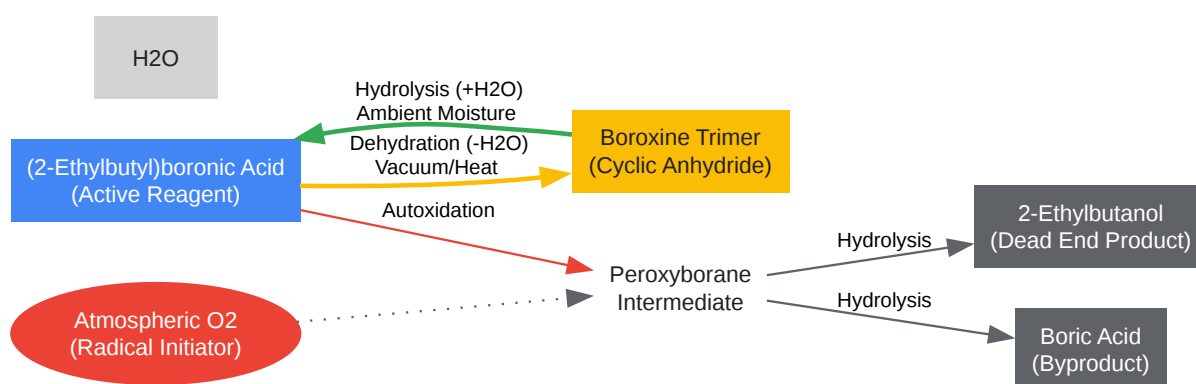 H2O
Hydrolysis (+H2O)
Ambient Moisture
Dehydration (-H2O)
Vacuum/Heat
Boroxine Trimer
(Cyclic Anhydride)
(2-Ethylbutyl)boronic Acid
(Active Reagent)
Autoxidation
2-Ethylbutanol
(Dead End Product)
Hydrolysis
Peroxyborane
Intermediate
Hydrolysis
Atmospheric O2
(Radical Initiator)
Boric Acid
(Byproduct)